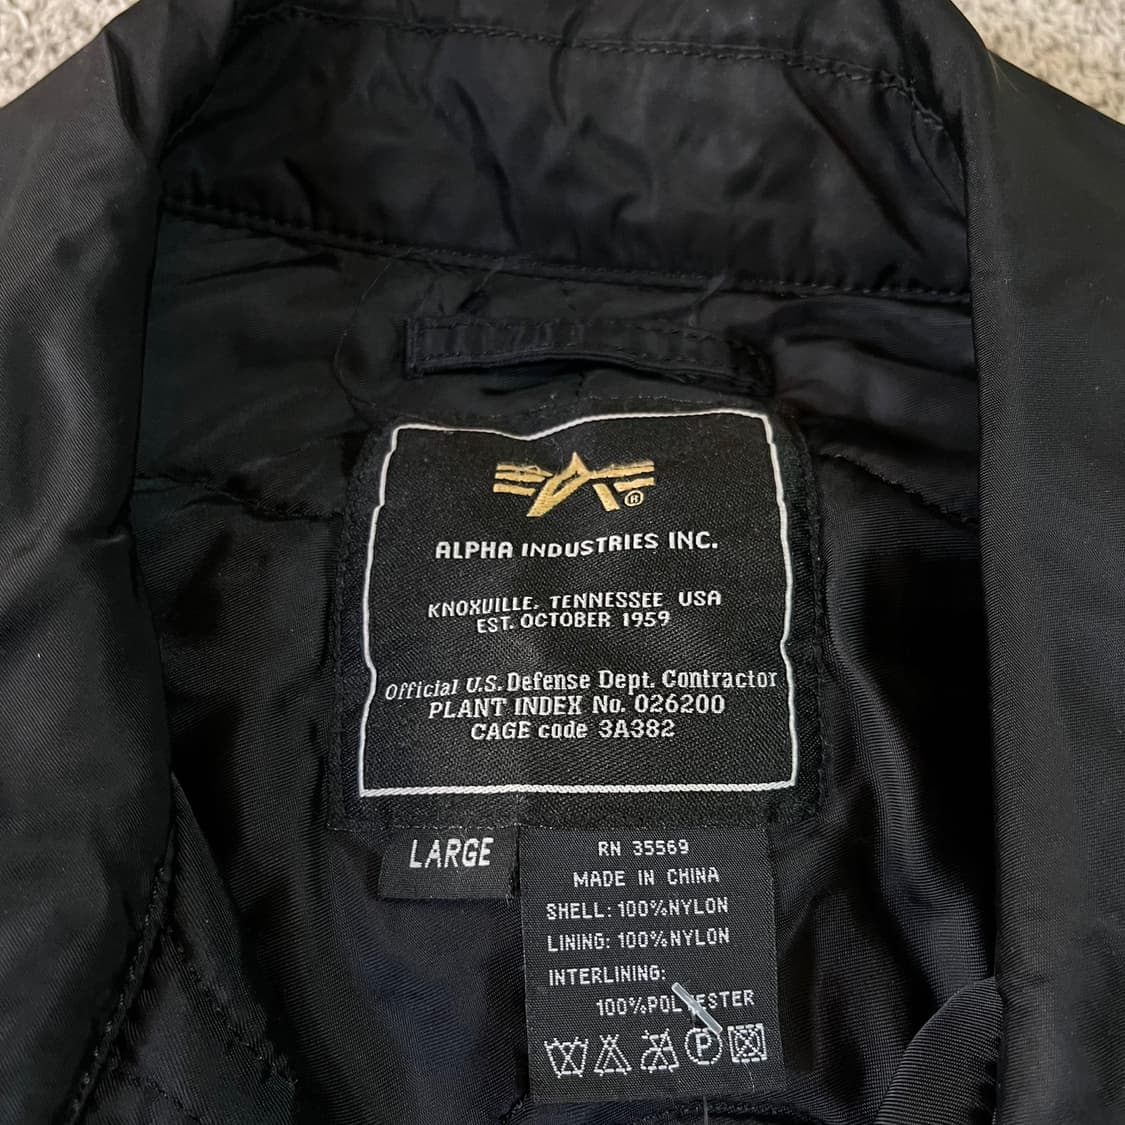 ®
ALPHA INDUSTRIES INC.
KNOXVILLE, TENNESSEE USA
EST. OCTOBER 1959
Official U.S. Defense Dept. Contractor
PLANT INDEX No. 026200
CAGE code 3A382
LARGE
RN 35569
MADE IN CHINA
SHELL: 100%NYLON
LINING: 100%NYLON
INTERLINING:
100%POLYESTER
P